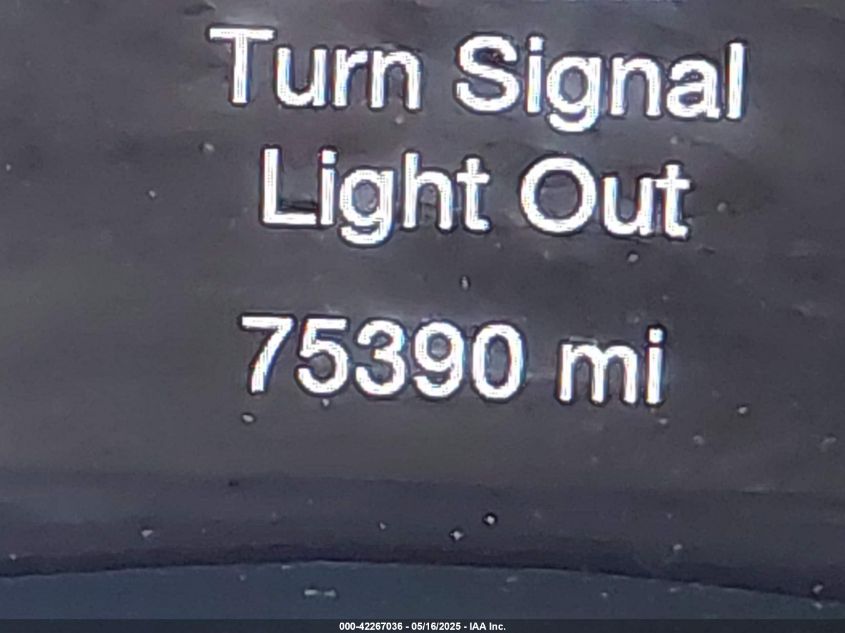 Turn Signal
Light Out
75390 mi
000-42267036 - 05/16/2025 - IAA Inc.